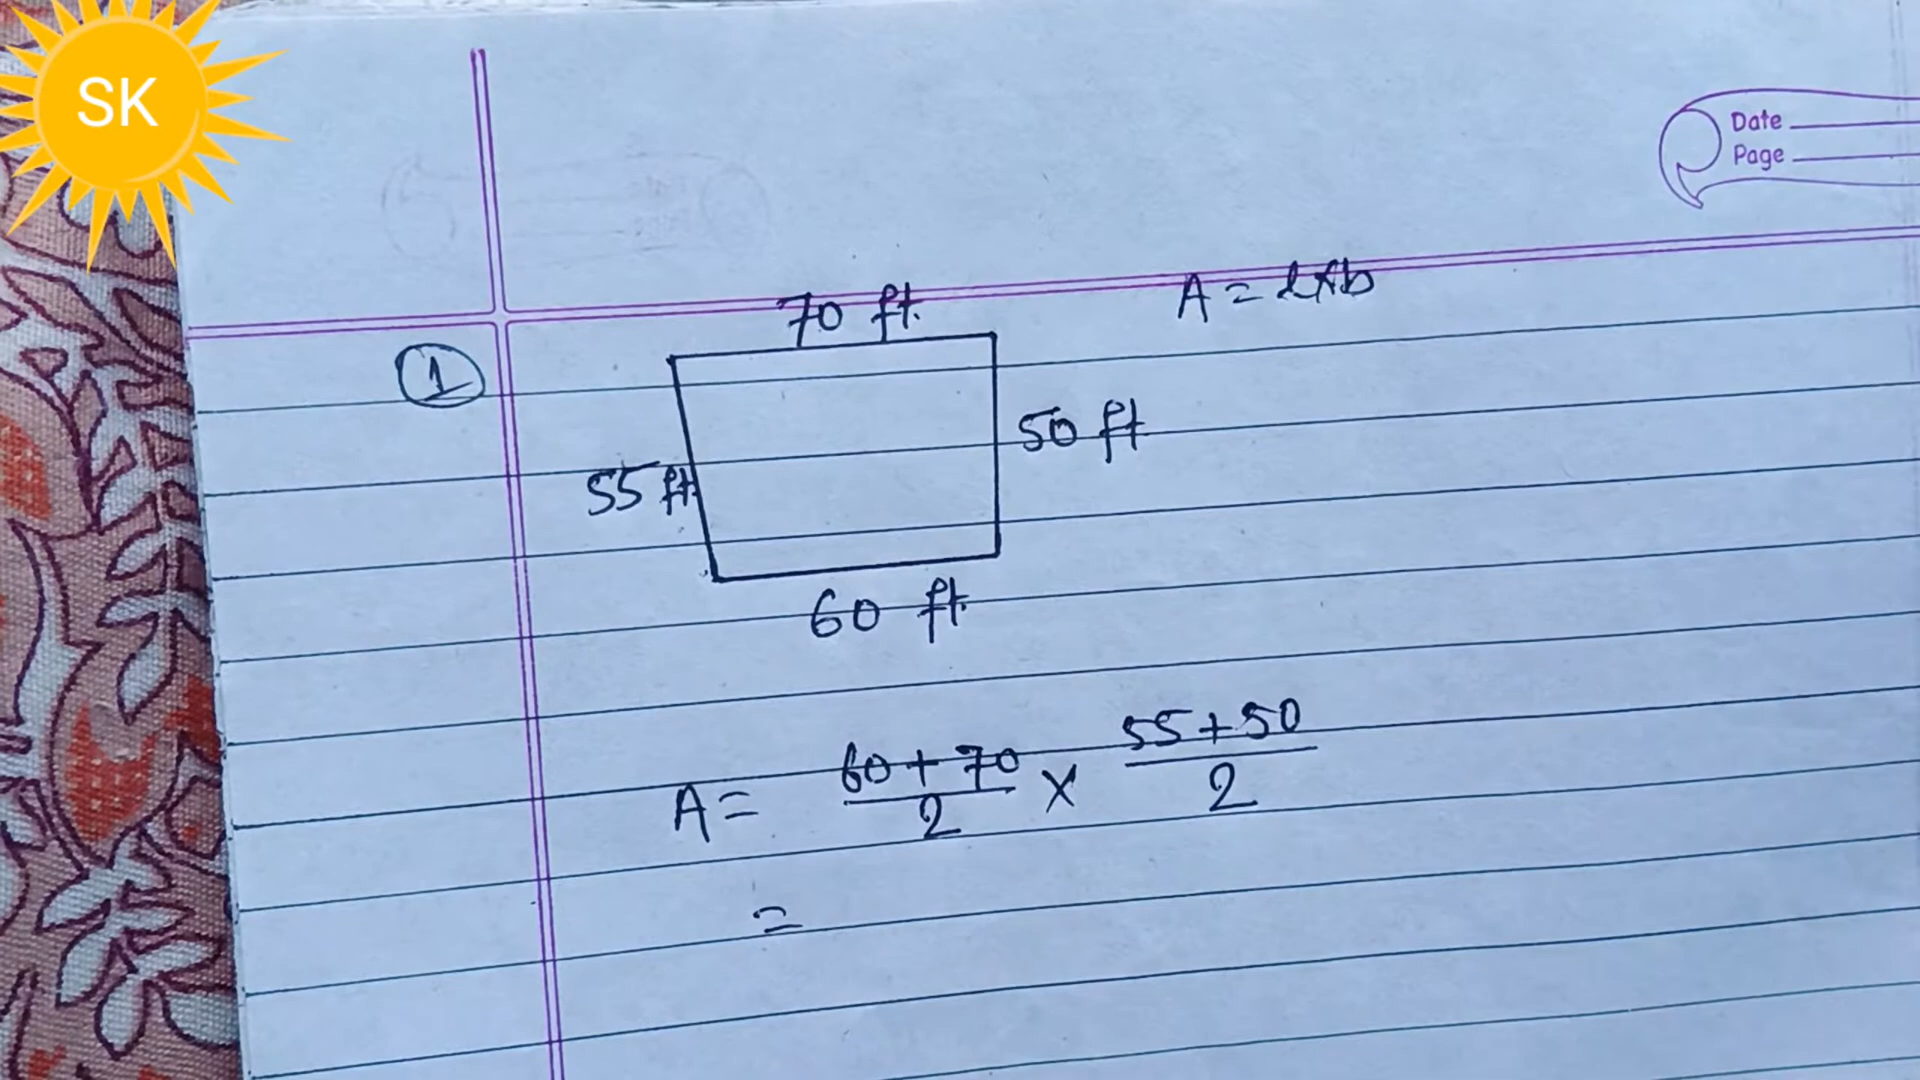 SK
Date
Page
70 ft.
A = l×b
1
50 ft
55 ft.
60 ft.
A = 60 + 70 / 2 × 55 + 50 / 2
=